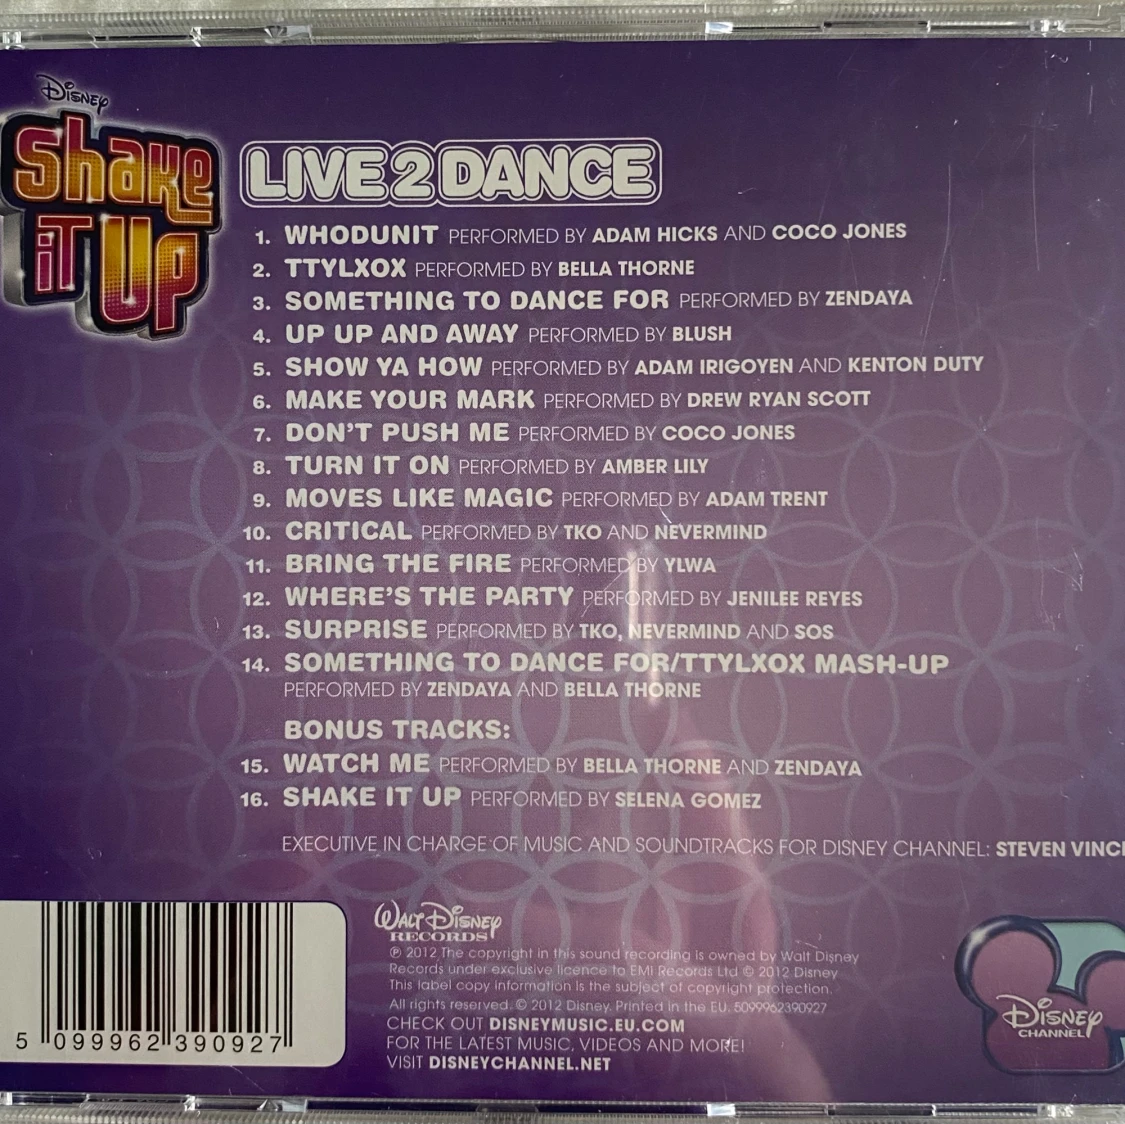 Disney
Shake
it Up
LIVE2DANCE
1. WHODUNIT PERFORMED BY ADAM HICKS AND COCO JONES
2. TTYLXOX PERFORMED BY BELLA THORNE
3. SOMETHING TO DANCE FOR PERFORMED BY ZENDAYA
4. UP UP AND AWAY PERFORMED BY BLUSH
5. SHOW YA HOW PERFORMED BY ADAM IRIGOYEN AND KENTON DUTY
6. MAKE YOUR MARK PERFORMED BY DREW RYAN SCOTT
7. DON'T PUSH ME PERFORMED BY COCO JONES
8. TURN IT ON PERFORMED BY AMBER LILY
9. MOVES LIKE MAGIC PERFORMED BY ADAM TRENT
10. CRITICAL PERFORMED BY TKO AND NEVERMIND
11. BRING THE FIRE PERFORMED BY YLWA
12. WHERE'S THE PARTY PERFORMED BY JENILEE REYES
13. SURPRISE PERFORMED BY TKO, NEVERMIND AND SOS
14. SOMETHING TO DANCE FOR/TTYLXOX MASH-UP
PERFORMED BY ZENDAYA AND BELLA THORNE
BONUS TRACKS:
15. WATCH ME PERFORMED BY BELLA THORNE AND ZENDAYA
16. SHAKE IT UP PERFORMED BY SELENA GOMEZ
EXECUTIVE IN CHARGE OF MUSIC AND SOUNDTRACKS FOR DISNEY CHANNEL: STEVEN VINC
WALT DISNEY
RECORDS
℗ 2012 The copyright in this sound recording is owned by Walt Disney
Records under exclusive licence to EMI Records Ltd © 2012 Disney
This label copy information is the subject of copyright protection.
All rights reserved. © 2012 Disney. Printed in the EU. 5099962390927
CHECK OUT DISNEYMUSIC.EU.COM
FOR THE LATEST MUSIC, VIDEOS AND MORE!
VISIT DISNEYCHANNEL.NET
5 099962 390927
Disney
CHANNEL